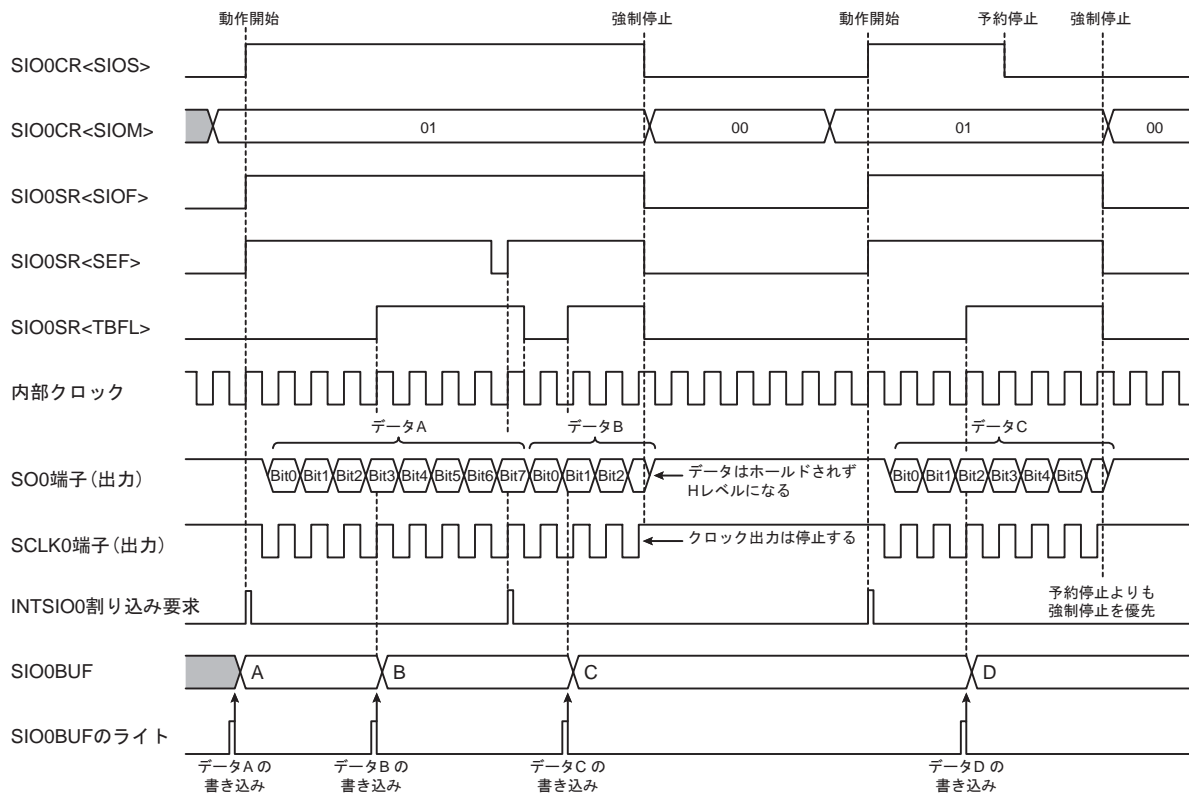 動作開始 強制停止 動作開始 予約停止 強制停止
SIO0CR<SIOS>
SIO0CR<SIOM> 01 00 01 00
SIO0SR<SIOF>
SIO0SR<SEF>
SIO0SR<TBFL>
内部クロック
データA データB データC
SO0端子（出力） Bit0 Bit1 Bit2 Bit3 Bit4 Bit5 Bit6 Bit7 Bit0 Bit1 Bit2 Bit0 Bit1 Bit2 Bit3 Bit4 Bit5
データはホールドされず
Hレベルになる
SCLK0端子（出力） クロック出力は停止する
INTSIO0割り込み要求
予約停止よりも
強制停止を優先
SIO0BUF A B C D
SIO0BUFのライト
データA の
書き込み
データB の
書き込み
データC の
書き込み
データD の
書き込み